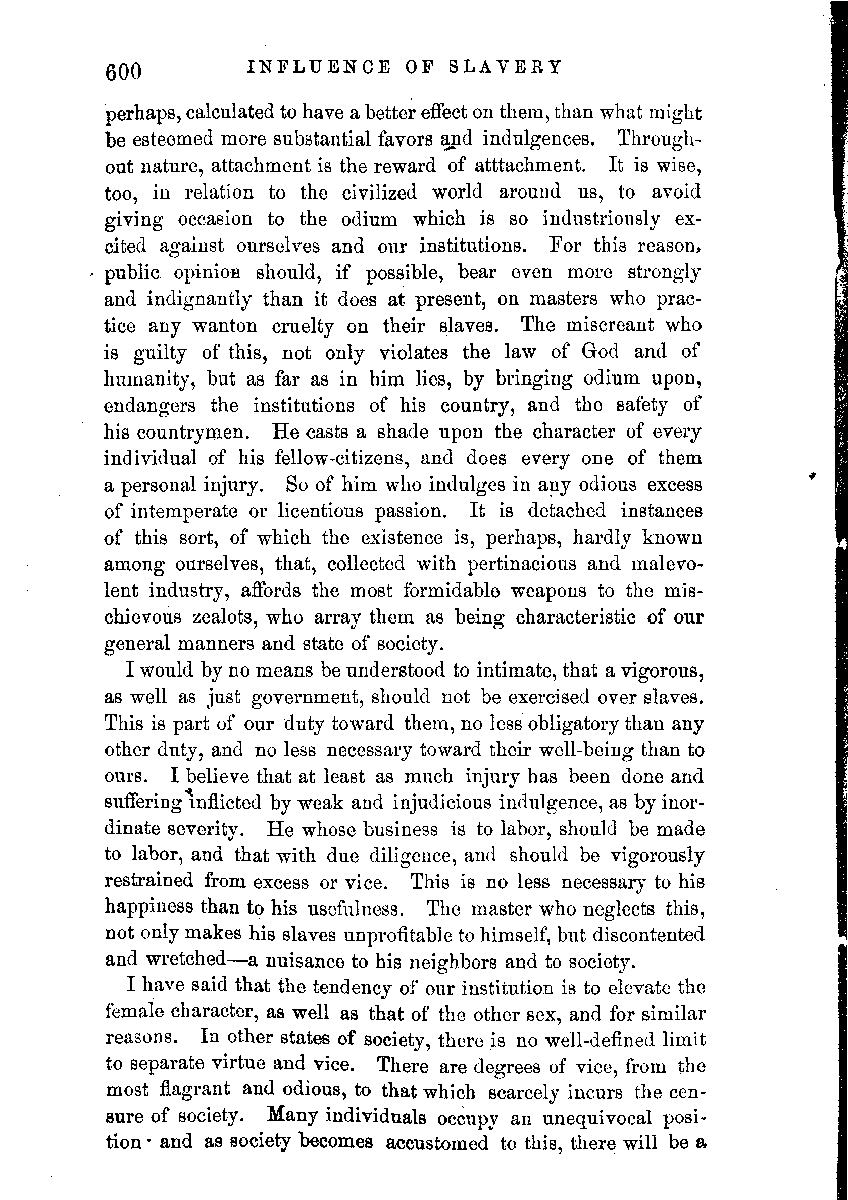 600 INFLUENCE OF SLAVERY
perhaps, calculated to have a better effect on them, than what might
be esteemed more substantial favors and indulgences. Through-
out nature, attachment is the reward of atttachment. It is wise,
too, in relation to the civilized world around us, to avoid
giving occasion to the odium which is so industriously ex-
cited against ourselves and our institutions. For this reason,
public opinion should, if possible, bear even more strongly
and indignantly than it does at present, on masters who prac-
tice any wanton cruelty on their slaves. The miscreant who
is guilty of this, not only violates the law of God and of
humanity, but as far as in him lies, by bringing odium upon,
endangers the institutions of his country, and the safety of
his countrymen. He casts a shade upon the character of every
individual of his fellow-citizens, and does every one of them
a personal injury. So of him who indulges in any odious excess
of intemperate or licentious passion. It is detached instances
of this sort, of which the existence is, perhaps, hardly known
among ourselves, that, collected with pertinacious and malevo-
lent industry, affords the most formidable weapons to the mis-
chievous zealots, who array them as being characteristic of our
general manners and state of society.
I would by no means be understood to intimate, that a vigorous,
as well as just government, should not be exercised over slaves.
This is part of our duty toward them, no less obligatory than any
other duty, and no less necessary toward their well-being than to
ours. I believe that at least as much injury has been done and
suffering inflicted by weak and injudicious indulgence, as by inor-
dinate severity. He whose business is to labor, should be made
to labor, and that with due diligence, and should be vigorously
restrained from excess or vice. This is no less necessary to his
happiness than to his usefulness. The master who neglects this,
not only makes his slaves unprofitable to himself, but discontented
and wretched—a nuisance to his neighbors and to society.
I have said that the tendency of our institution is to elevate the
female character, as well as that of the other sex, and for similar
reasons. In other states of society, there is no well-defined limit
to separate virtue and vice. There are degrees of vice, from the
most flagrant and odious, to that which scarcely incurs the cen-
sure of society. Many individuals occupy an unequivocal posi-
tion · and as society becomes accustomed to this, there will be a